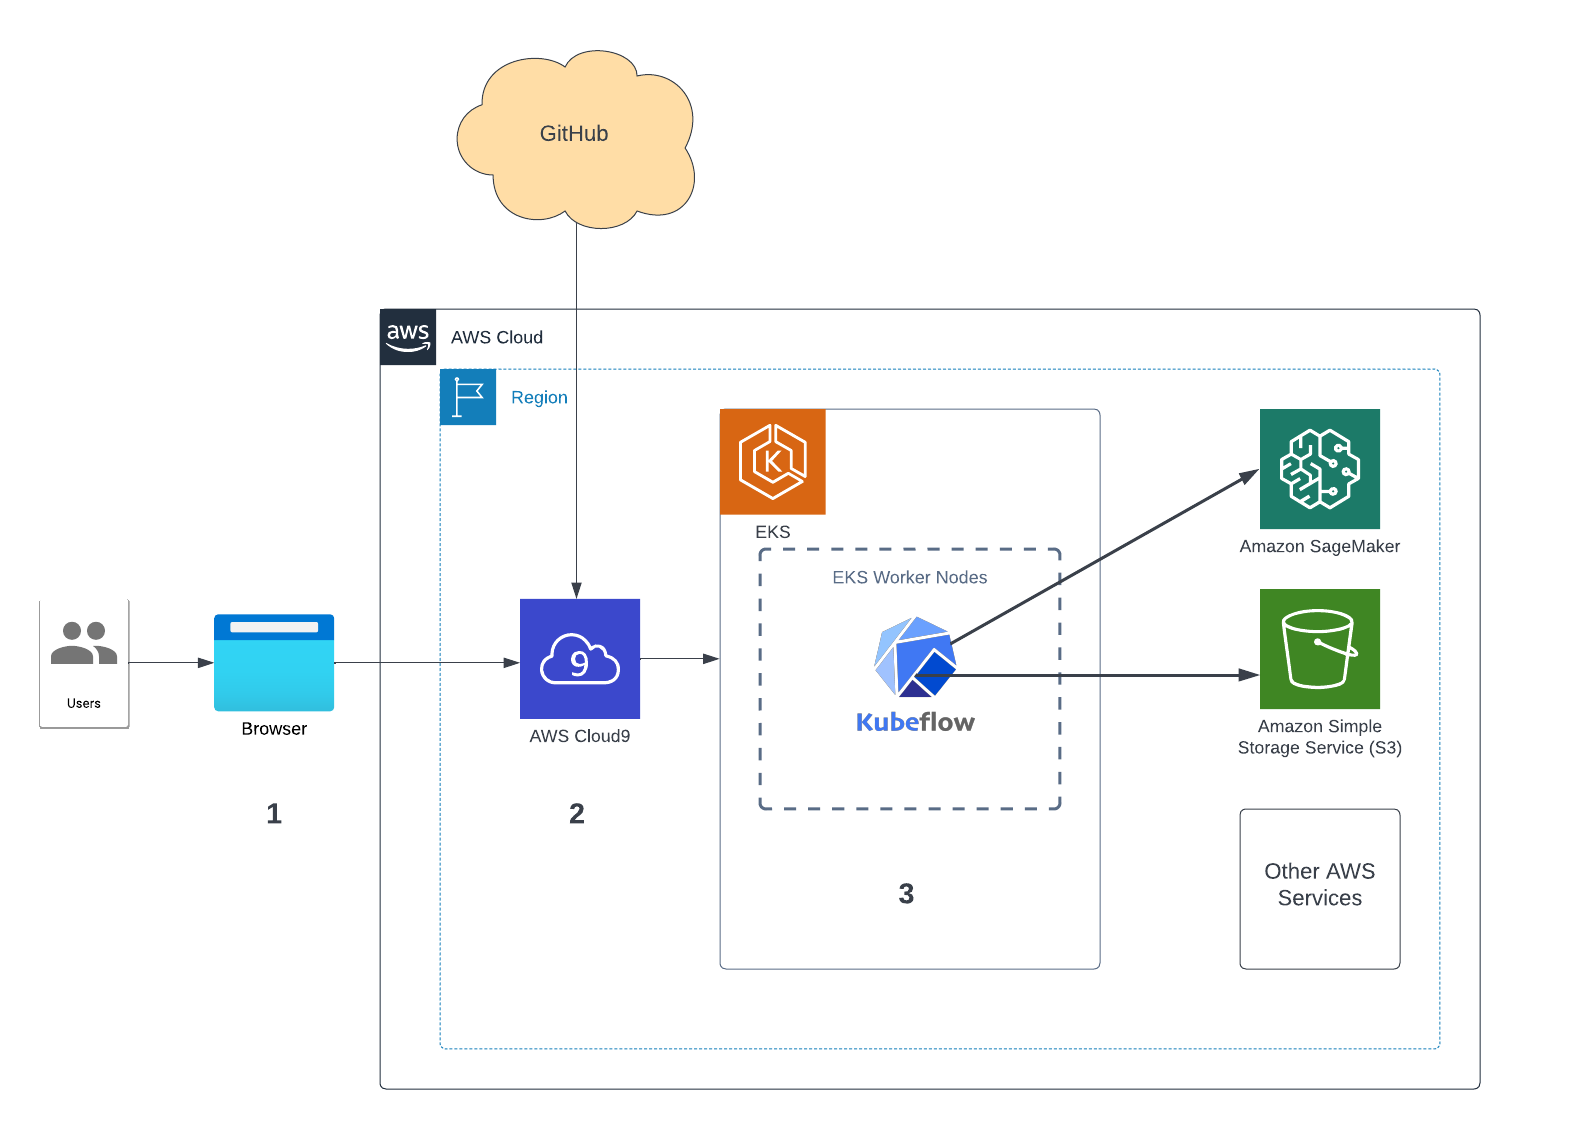 GitHub
aws
AWS Cloud
Region
K
EKS
EKS Worker Nodes
Kubeflow
Amazon SageMaker
Users
Browser
9
AWS Cloud9
Amazon Simple
Storage Service (S3)
1
2
3
Other AWS
Services